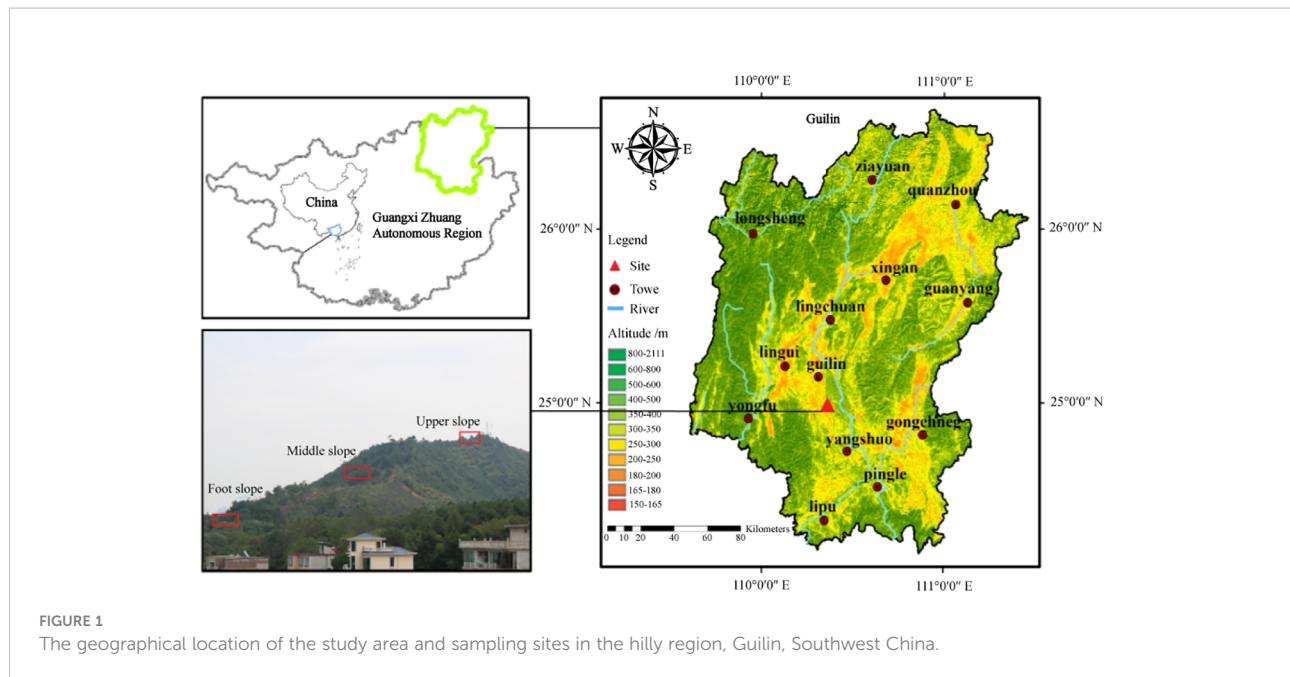 China
Guangxi Zhuang
Autonomous Region
Upper slope
Middle slope
Foot slope
110°0'0" E
111°0'0" E
Guilin
N
W
E
S
26°0'0" N
26°0'0" N
25°0'0" N
25°0'0" N
Legend
Site
Towe
River
Altitude /m
800-2111
600-800
500-600
400-500
350-400
300-350
250-300
200-250
180-200
165-180
150-165
ziayuan
quanzhou
longsheng
xingan
guanyang
lingchuan
lingui
guilin
yongfu
gongchneg
yangshuo
pingle
lipu
0 10 20 40 60 80
Kilometers
110°0'0" E
111°0'0" E
FIGURE 1
The geographical location of the study area and sampling sites in the hilly region, Guilin, Southwest China.